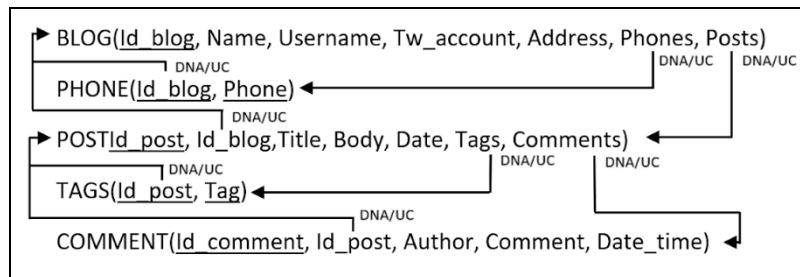 BLOG(Id_blog, Name, Username, Tw_account, Address, Phones, Posts)
DNA/UC DNA/UC DNA/UC
PHONE(Id_blog, Phone)
DNA/UC
POSTId_post, Id_blog,Title, Body, Date, Tags, Comments)
DNA/UC DNA/UC DNA/UC
TAGS(Id_post, Tag)
DNA/UC
COMMENT(Id_comment, Id_post, Author, Comment, Date_time)